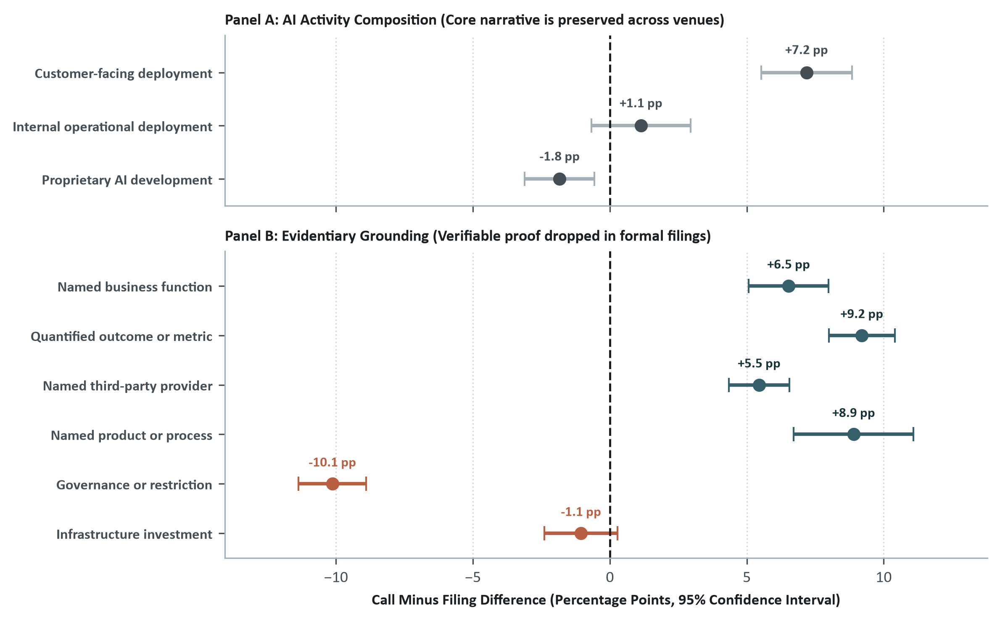 Panel A: AI Activity Composition (Core narrative is preserved across venues)
+7.2 pp
Customer-facing deployment
+1.1 pp
Internal operational deployment
-1.8 pp
Proprietary AI development
Panel B: Evidentiary Grounding (Verifiable proof dropped in formal filings)
+6.5 pp
Named business function
+9.2 pp
Quantified outcome or metric
+5.5 pp
Named third-party provider
+8.9 pp
Named product or process
-10.1 pp
Governance or restriction
-1.1 pp
Infrastructure investment
−10 −5 0 5 10
Call Minus Filing Difference (Percentage Points, 95% Confidence Interval)